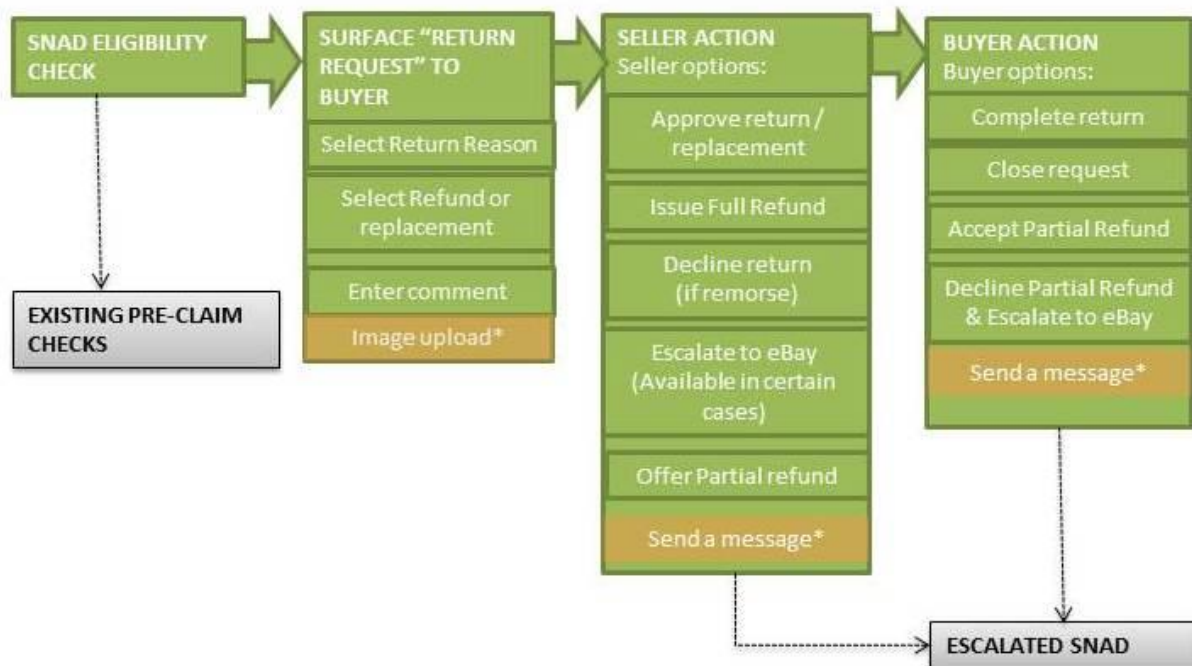 SNAD ELIGIBILITY
CHECK
EXISTING PRE-CLAIM
CHECKS
SURFACE “RETURN
REQUEST” TO
BUYER
Select Return Reason
Select Refund or
replacement
Enter comment
Image upload*
SELLER ACTION
Seller options:
Approve return /
replacement
Issue Full Refund
Decline return
(if remorse)
Escalate to eBay
(Available in certain
cases)
Offer Partial refund
Send a message*
BUYER ACTION
Buyer options:
Complete return
Close request
Accept Partial Refund
Decline Partial Refund
& Escalate to eBay
Send a message*
ESCALATED SNAD